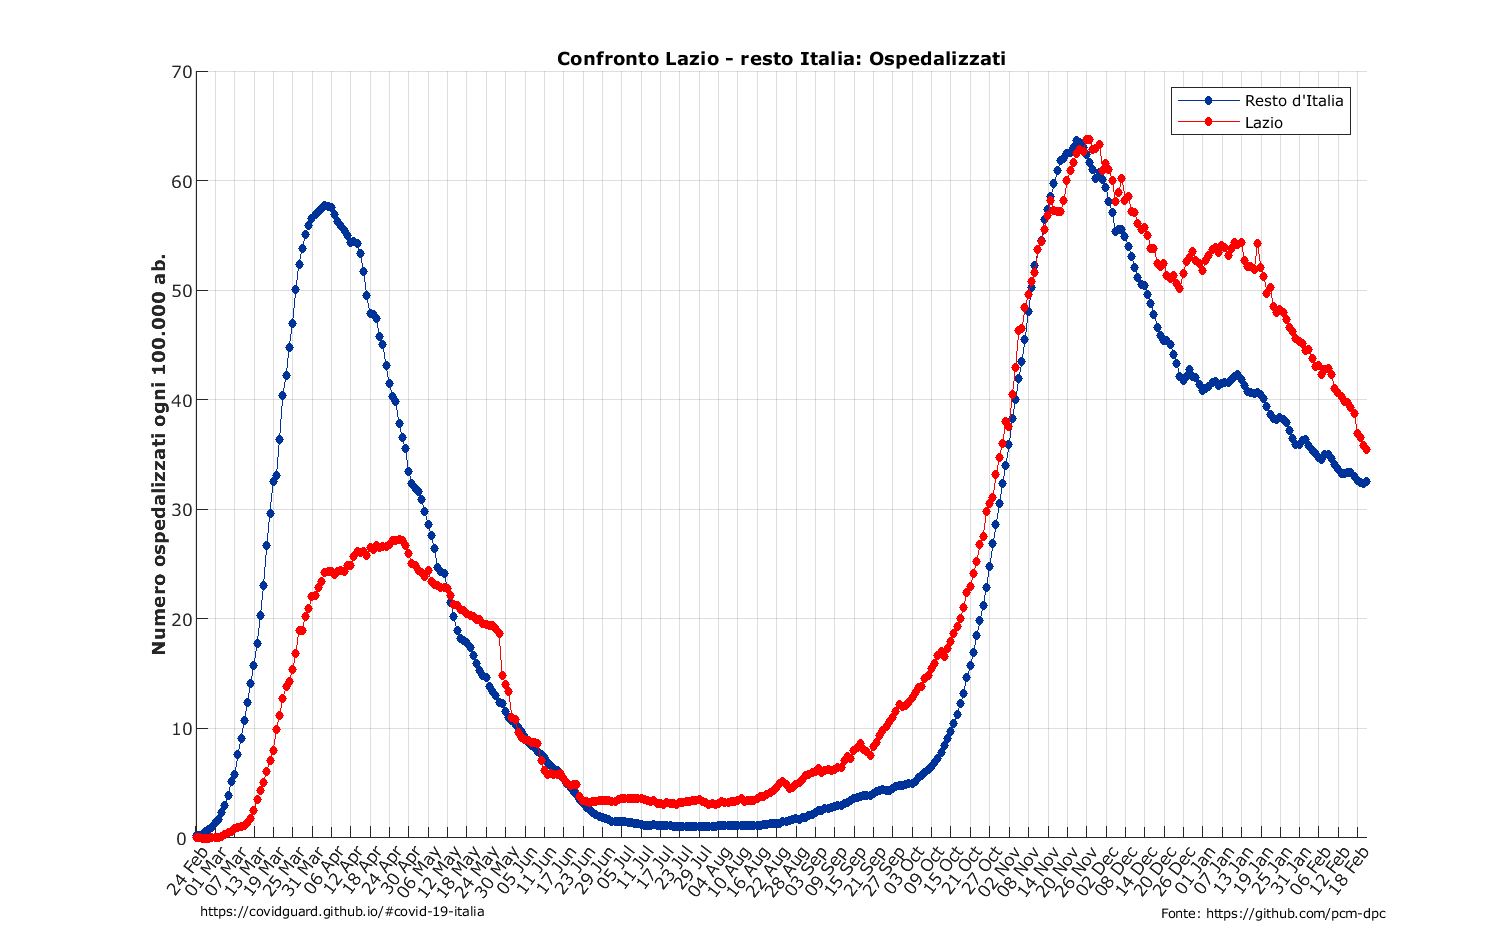 Confronto Lazio - resto Italia: Ospedalizzati
Resto d'Italia
Lazio
Numero ospedalizzati ogni 100.000 ab.
70
60
50
40
30
20
10
0
24 Feb
01 Mar
07 Mar
13 Mar
19 Mar
25 Mar
31 Mar
06 Apr
12 Apr
18 Apr
24 Apr
30 Apr
06 May
12 May
18 May
24 May
30 May
05 Jun
11 Jun
17 Jun
23 Jun
29 Jun
05 Jul
11 Jul
17 Jul
23 Jul
29 Jul
04 Aug
10 Aug
16 Aug
22 Aug
28 Aug
03 Sep
09 Sep
15 Sep
21 Sep
27 Sep
03 Oct
09 Oct
15 Oct
21 Oct
27 Oct
02 Nov
08 Nov
14 Nov
20 Nov
26 Nov
02 Dec
08 Dec
14 Dec
20 Dec
26 Dec
01 Jan
07 Jan
13 Jan
19 Jan
25 Jan
31 Jan
06 Feb
12 Feb
18 Feb
https://covidguard.github.io/#covid-19-italia
Fonte: https://github.com/pcm-dpc